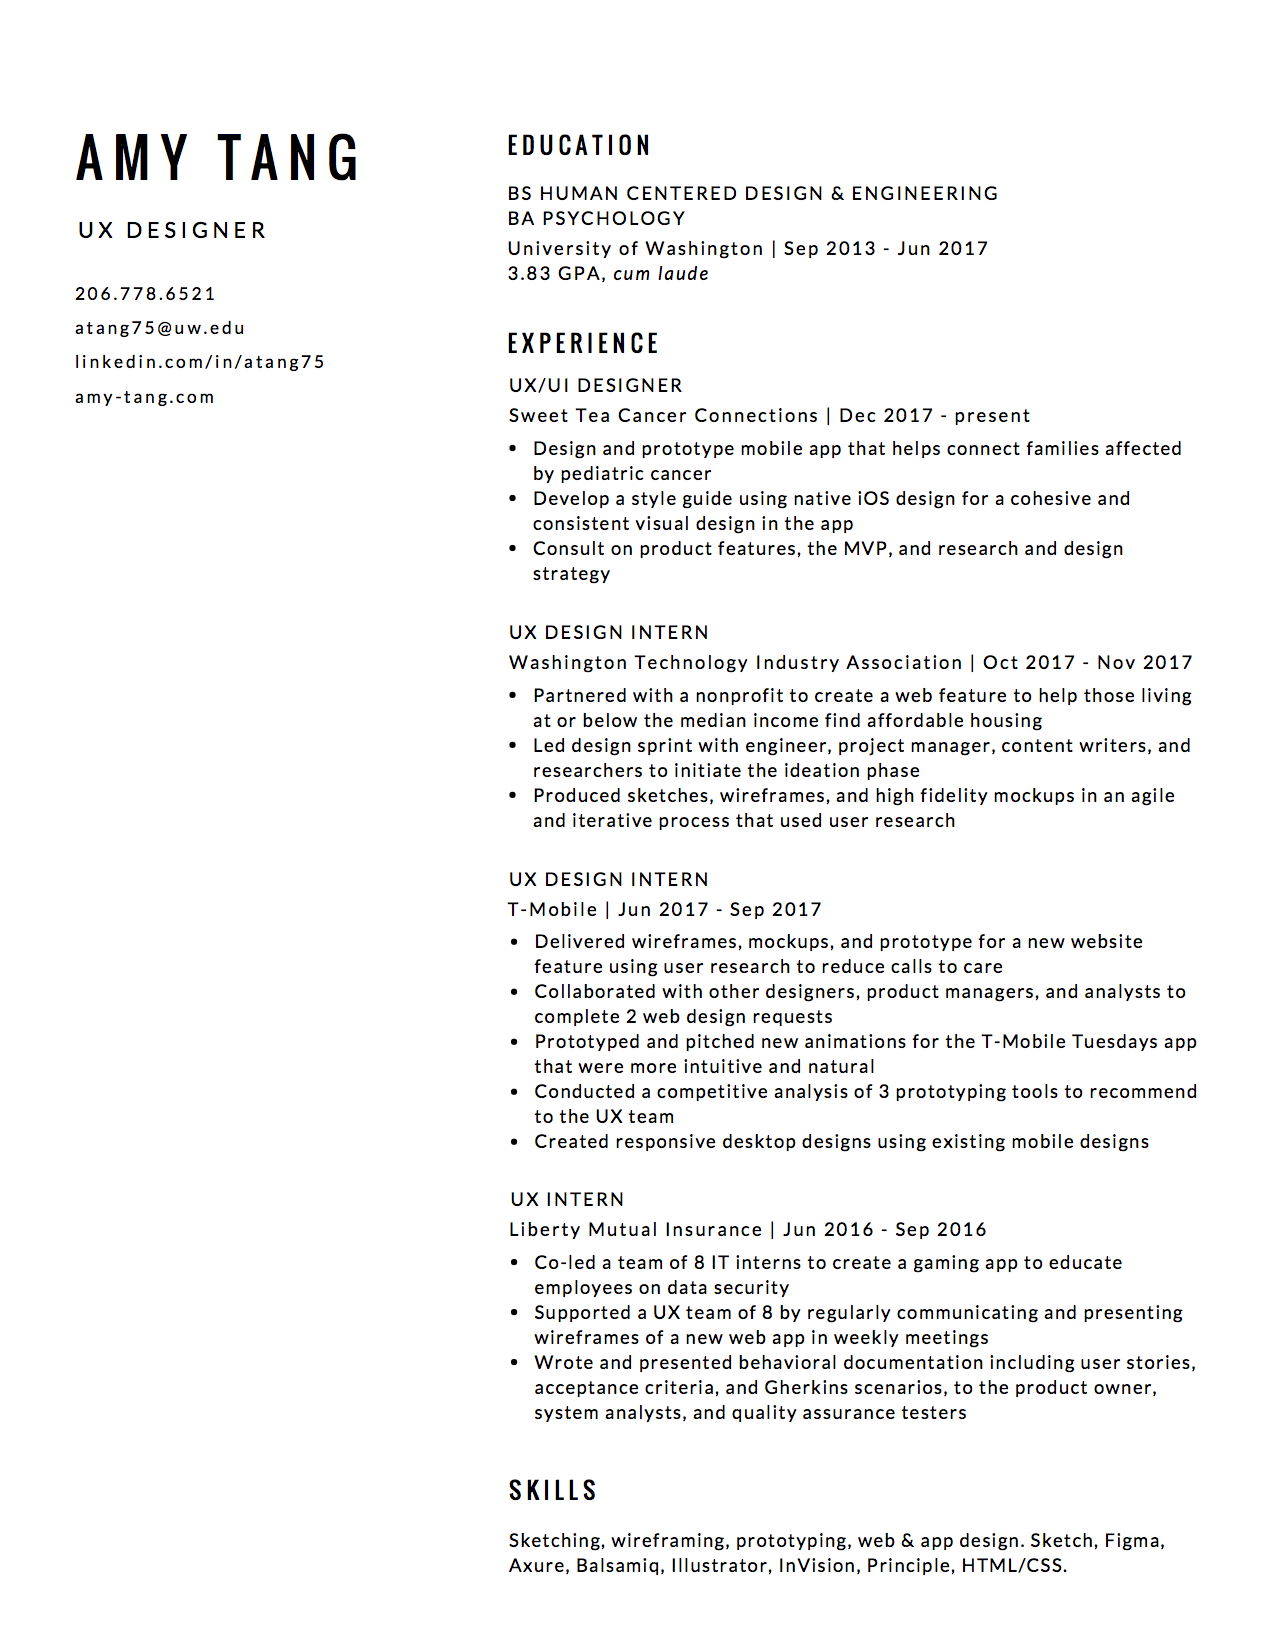 AMY TANG
UX DESIGNER
206.778.6521
atang75@uw.edu
linkedin.com/in/atang75
amy-tang.com
EDUCATION
BS HUMAN CENTERED DESIGN & ENGINEERING
BA PSYCHOLOGY
University of Washington | Sep 2013 - Jun 2017
3.83 GPA, cum laude
EXPERIENCE
UX/UI DESIGNER
Sweet Tea Cancer Connections | Dec 2017 - present
• Design and prototype mobile app that helps connect families affected
by pediatric cancer
• Develop a style guide using native iOS design for a cohesive and
consistent visual design in the app
• Consult on product features, the MVP, and research and design
strategy
UX DESIGN INTERN
Washington Technology Industry Association | Oct 2017 - Nov 2017
• Partnered with a nonprofit to create a web feature to help those living
at or below the median income find affordable housing
• Led design sprint with engineer, project manager, content writers, and
researchers to initiate the ideation phase
• Produced sketches, wireframes, and high fidelity mockups in an agile
and iterative process that used user research
UX DESIGN INTERN
T-Mobile | Jun 2017 - Sep 2017
• Delivered wireframes, mockups, and prototype for a new website
feature using user research to reduce calls to care
• Collaborated with other designers, product managers, and analysts to
complete 2 web design requests
• Prototyped and pitched new animations for the T-Mobile Tuesdays app
that were more intuitive and natural
• Conducted a competitive analysis of 3 prototyping tools to recommend
to the UX team
• Created responsive desktop designs using existing mobile designs
UX INTERN
Liberty Mutual Insurance | Jun 2016 - Sep 2016
• Co-led a team of 8 IT interns to create a gaming app to educate
employees on data security
• Supported a UX team of 8 by regularly communicating and presenting
wireframes of a new web app in weekly meetings
• Wrote and presented behavioral documentation including user stories,
acceptance criteria, and Gherkins scenarios, to the product owner,
system analysts, and quality assurance testers
SKILLS
Sketching, wireframing, prototyping, web & app design. Sketch, Figma,
Axure, Balsamiq, Illustrator, InVision, Principle, HTML/CSS.